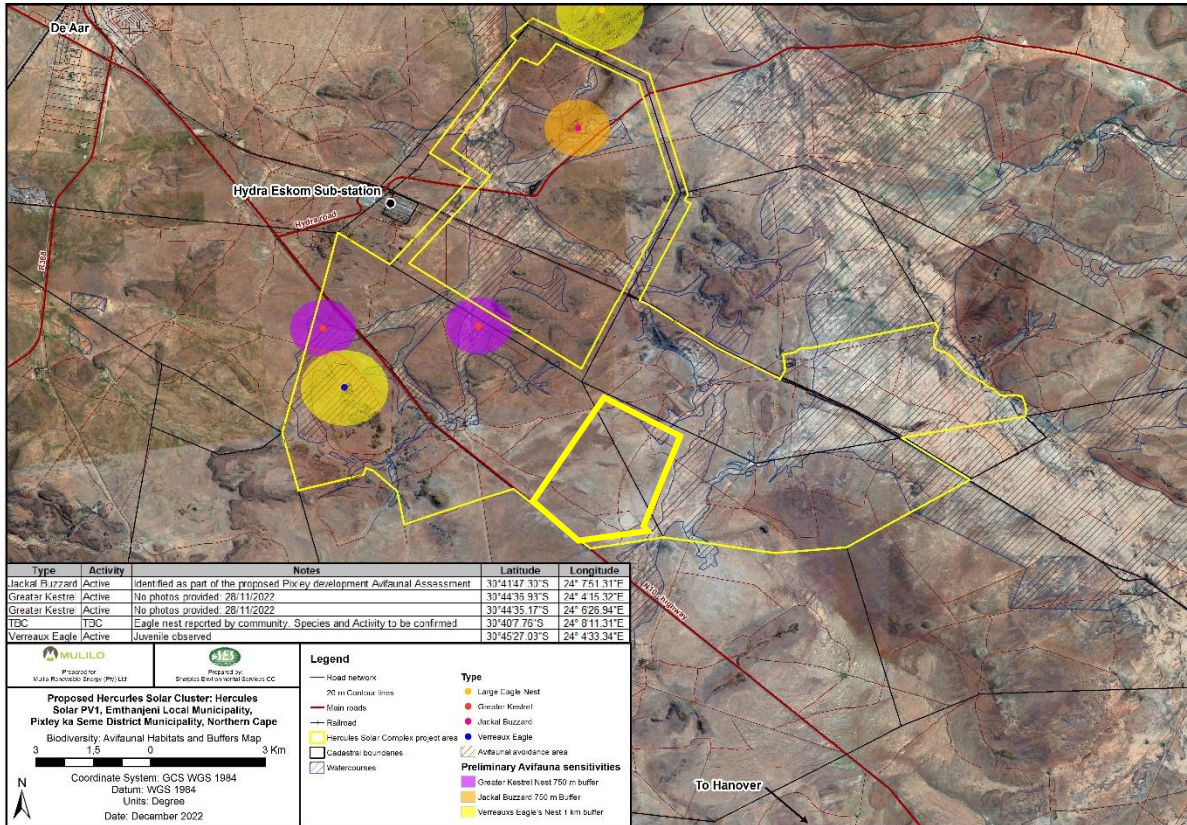 De Aar
Hydra Eskom Sub-station
Hydra road
R388
highway
To Hanover
Type Activity Notes Latitude Longitude
Jackal Buzzard Active Identified as part of the proposed Pixley development Avifaunal Assessment 30°41'47.30"S 24° 7'51.31"E
Greater Kestrel Active No photos provided: 28/11/2022 30°44'36.93"S 24° 4'15.32"E
Greater Kestrel Active No photos provided: 28/11/2022 30°44'35.17"S 24° 6'26.94"E
TBC TBC Eagle nest reported by community. Species and Activity to be confirmed 30°40'7.76"S 24° 8'11.31"E
Verreaux Eagle Active Juvenile observed 30°45'27.03"S 24° 4'33.34"E
MULILO
Prepared for
Mulilo Renewable Energy (Pty) Ltd
SES
Prepared by:
Sharples Environmental Services CC
Proposed Hercurles Solar Cluster: Hercules
Solar PV1, Emthanjeni Local Municipality,
Pixley ka Seme District Municipality, Northern Cape
Biodiversity: Avifaunal Habitats and Buffers Map
3 1,5 0 3 Km
N
Coordinate System: GCS WGS 1984
Datum: WGS 1984
Units: Degree
Date: December 2022
Legend
Road network
20 m Contour lines
Main roads
Railroad
Hercules Solar Complex project area
Cadastral boundaries
Watercourses
Type
Large Eagle Nest
Greater Kestrel
Jackal Buzzard
Verreaux Eagle
Avifaunal avoidance area
Preliminary Avifauna sensitivities
Greater Kestrel Nest 750 m buffer
Jackal Buzzard 750 m Buffer
Verreauxs Eagle's Nest 1 km buffer